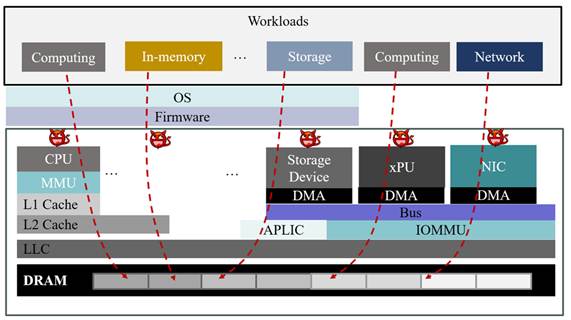 Workloads
Computing In-memory ... Storage Computing Network
OS
Firmware
CPU ... ... Storage Device xPU NIC
MMU DMA DMA DMA
L1 Cache Bus
L2 Cache APLIC IOMMU
LLC
DRAM